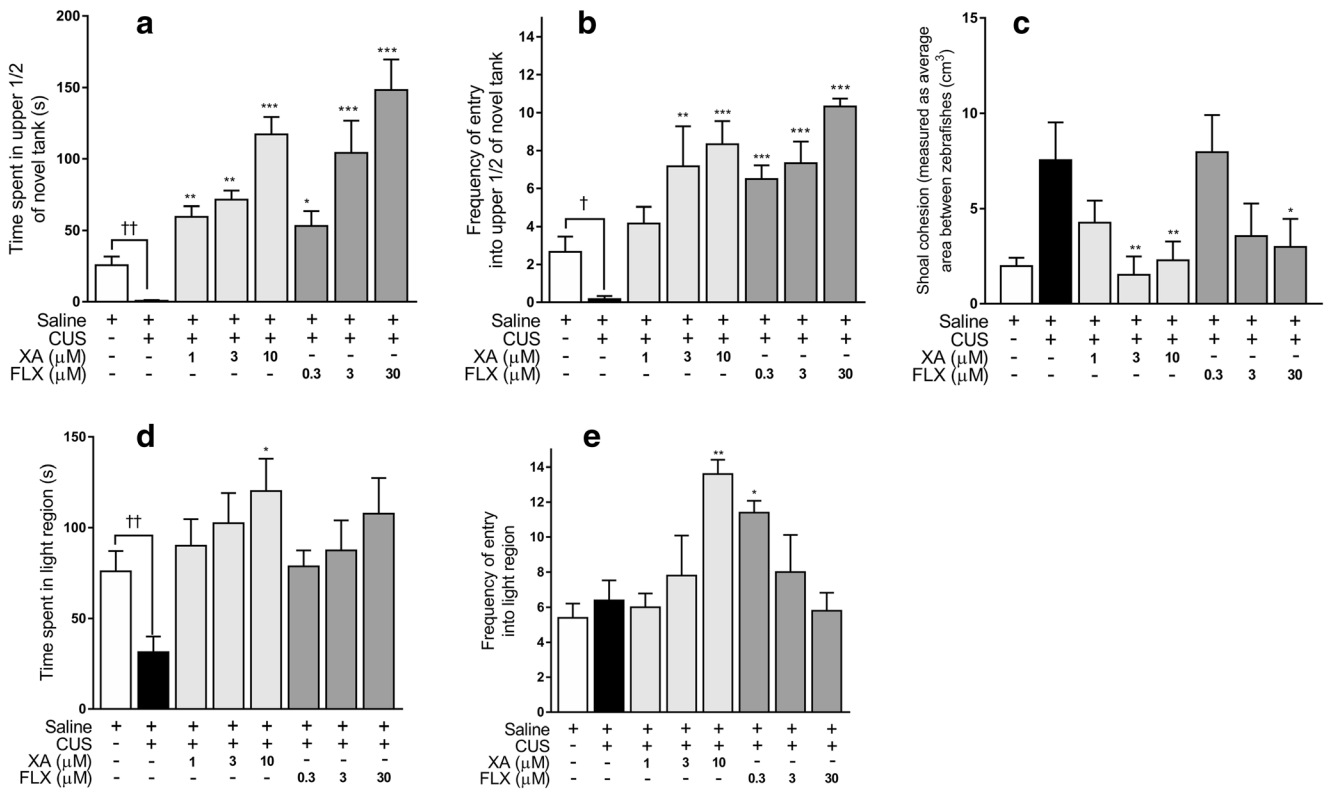 a
Time spent in upper 1/2
of novel tank (s)
200
150
100
50
0
††
**
**
***
*
***
***
Saline + + + + + + + +
CUS - + + + + + + +
XA (μM) - - 1 3 10 - - -
FLX (μM) - - - - - 0.3 3 30
b
Frequency of entry
into upper 1/2 of novel tank
14
12
10
8
6
4
2
0
†
**
***
***
***
***
Saline + + + + + + + +
CUS - + + + + + + +
XA (μM) - - 1 3 10 - - -
FLX (μM) - - - - - 0.3 3 30
c
Shoal cohesion (measured as average
area between zebrafishes (cm³)
15
10
5
0
**
**
*
Saline + + + + + + + +
CUS - + + + + + + +
XA (μM) - - 1 3 10 - - -
FLX (μM) - - - - - 0.3 3 30
d
Time spent in light region (s)
150
100
50
0
††
*
Saline + + + + + + + +
CUS - + + + + + + +
XA (μM) - - 1 3 10 - - -
FLX (μM) - - - - - 0.3 3 30
e
Frequency of entry
into light region
14
12
10
8
6
4
2
0
**
*
Saline + + + + + + + +
CUS - + + + + + + +
XA (μM) - - 1 3 10 - - -
FLX (μM) - - - - - 0.3 3 30